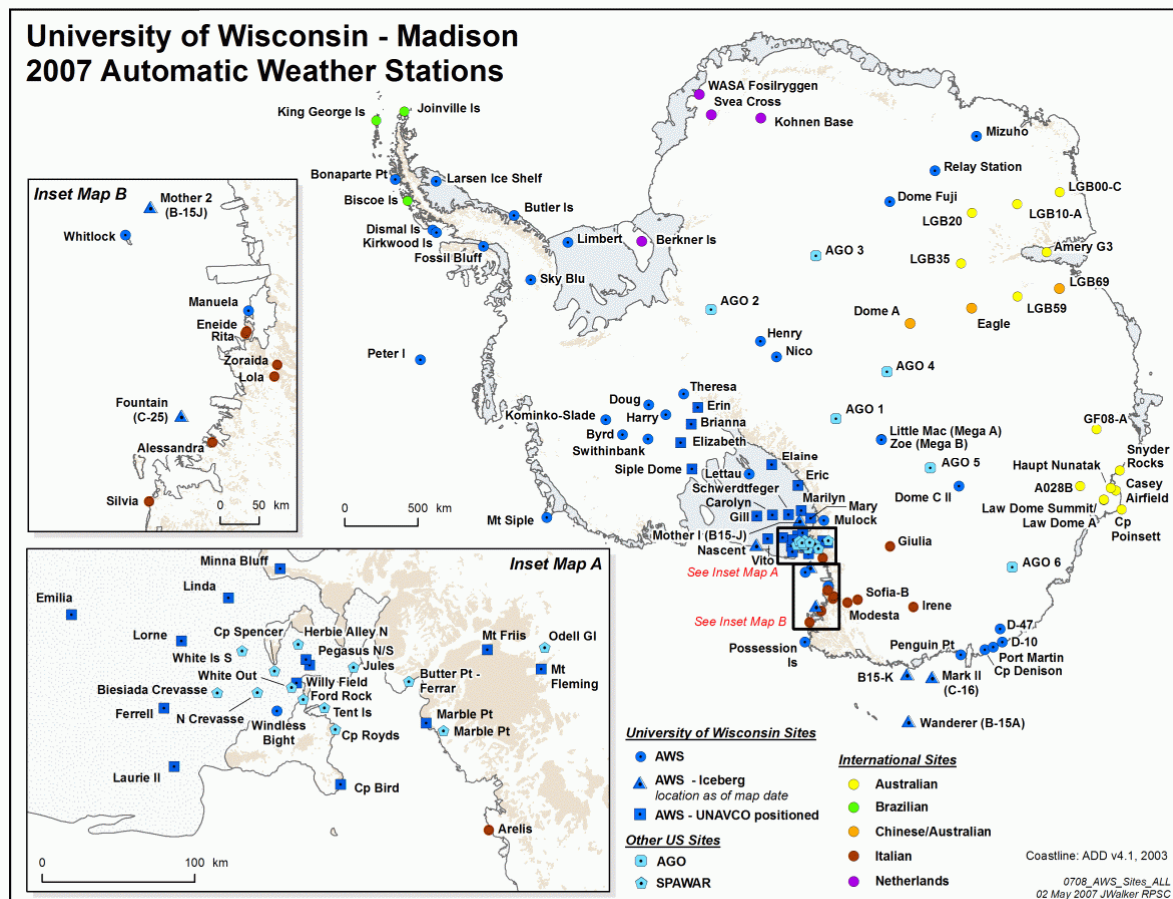 University of Wisconsin - Madison
2007 Automatic Weather Stations
King George Is
Joinville Is
Bonaparte Pt
Larsen Ice Shelf
Biscoe Is
Butler Is
Dismal Is
Kirkwood Is
Fossil Bluff
Limbert
Berkner Is
Sky Blu
Peter I
WASA Fosilryggen
Svea Cross
Kohnen Base
Mizuho
Relay Station
Dome Fuji
LGB00-C
LGB10-A
LGB20
Amery G3
LGB35
LGB69
LGB59
Eagle
Dome A
AGO 3
AGO 2
Henry
Nico
AGO 4
AGO 1
Theresa
Doug
Erin
Kominko-Slade
Harry
Brianna
Byrd
Swithinbank
Elizabeth
Siple Dome
Little Mac (Mega A)
Zoe (Mega B)
GF08-A
Snyder
Rocks
Haupt Nunatak
A028B
Casey
Airfield
Law Dome Summit/
Law Dome A
Cp
Poinsett
AGO 5
Dome C II
Elaine
Lettau
Eric
Schwerdtfeger
Marilyn
Carolyn
Gill
Mary
Mulock
Mother I (B15-J)
Nascent
Vito
Mt Siple
0
500
km
See Inset Map A
See Inset Map B
Giulia
AGO 6
Sofia-B
Modesta
Irene
D-47
D-10
Penguin Pt
Port Martin
Cp Denison
Possession
Is
B15-K
Mark II
(C-16)
Wanderer (B-15A)
Inset Map B
Mother 2
(B-15J)
Whitlock
Manuela
Eneide
Rita
Zoraida
Lola
Fountain
(C-25)
Alessandra
Silvia
0
50
km
Inset Map A
Minna Bluff
Linda
Emilia
Lorne
Cp Spencer
Herbie Alley N
Pegasus N/S
White Is S
Jules
White Out
Willy Field
Biesiada Crevasse
Ford Rock
Ferrell
N Crevasse
Tent Is
Windless
Bight
Cp Royds
Laurie II
Cp Bird
Mt Friis
Odell Gl
Mt
Fleming
Butter Pt -
Ferrar
Marble Pt
Marble Pt
Arelis
0
100
km
University of Wisconsin Sites
AWS
AWS - Iceberg
location as of map date
AWS - UNAVCO positioned
Other US Sites
AGO
SPAWAR
International Sites
Australian
Brazilian
Chinese/Australian
Italian
Netherlands
Coastline: ADD v4.1, 2003
0708_AWS_Sites_ALL
02 May 2007 JWalker RPSC